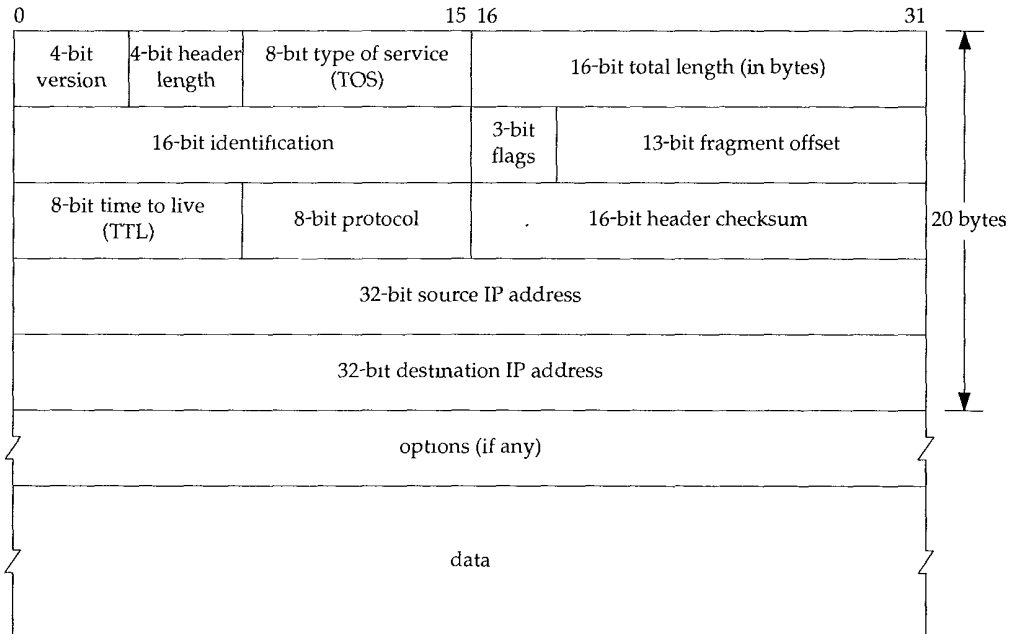 0 15 16 31
4-bit version
4-bit header length
8-bit type of service (TOS)
16-bit total length (in bytes)
16-bit identification
3-bit flags
13-bit fragment offset
8-bit time to live (TTL)
8-bit protocol
16-bit header checksum
20 bytes
32-bit source IP address
32-bit destination IP address
options (if any)
data